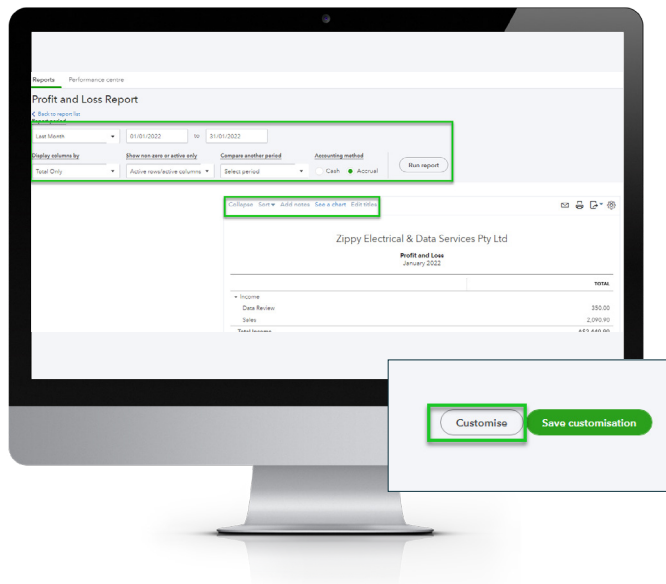 Reports Performance centre
Profit and Loss Report
Back to report list
Report period
Last Month 01/01/2022 to 31/01/2022
Display columns by Show non zero or active only Compare another period Accounting method
Total Only Active rows/active columns Select period Cash Accrual Run report
Collapse Sort Add notes See a chart Edit titles
Zippy Electrical & Data Services Pty Ltd
Profit and Loss
January 2022
TOTAL
Income
Data Review 350.00
Sales 2,090.90
Total Income
Customise Save customisation